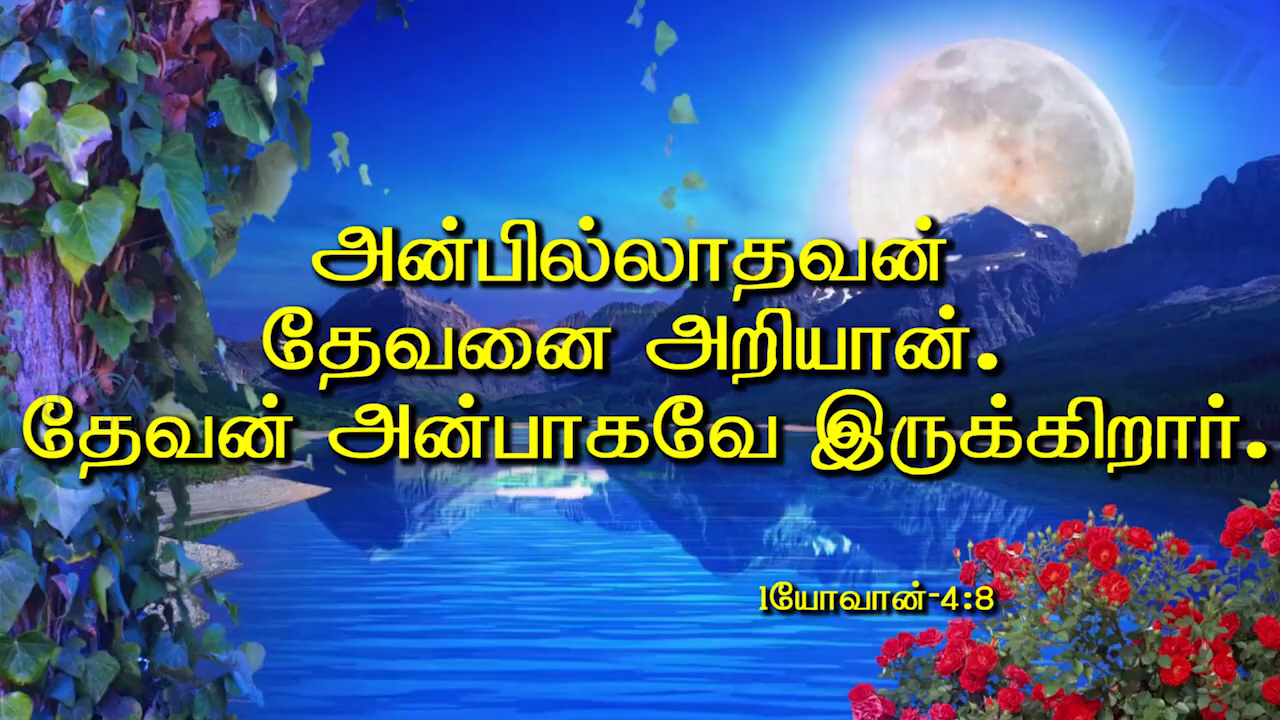 அன்பில்லாதவன்
தேவனை அறியான்.
தேவன் அன்பாகவே இருக்கிறார்.
1யோவான்-4:8